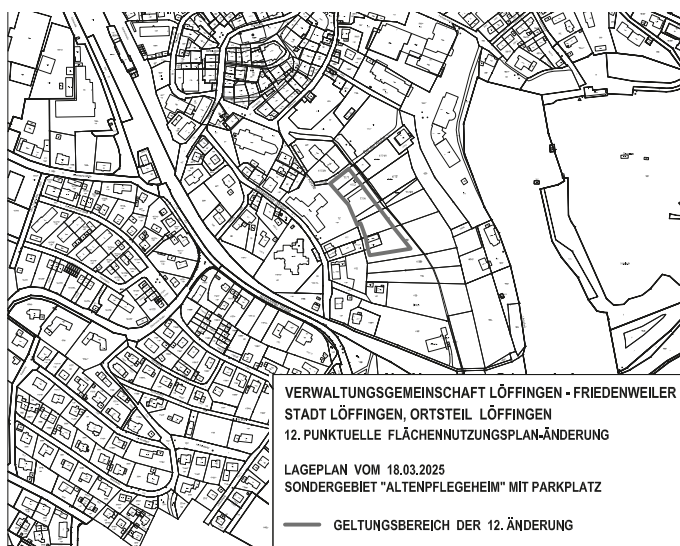 VERWALTUNGSGEMEINSCHAFT LÖFFINGEN - FRIEDENWEILER
STADT LÖFFINGEN, ORTSTEIL LÖFFINGEN
12. PUNKTUELLE FLÄCHENNUTZUNGSPLAN-ÄNDERUNG
LAGEPLAN VOM 18.03.2025
SONDERGEBIET "ALTENPFLEGEHEIM" MIT PARKPLATZ
GELTUNGSBEREICH DER 12. ÄNDERUNG